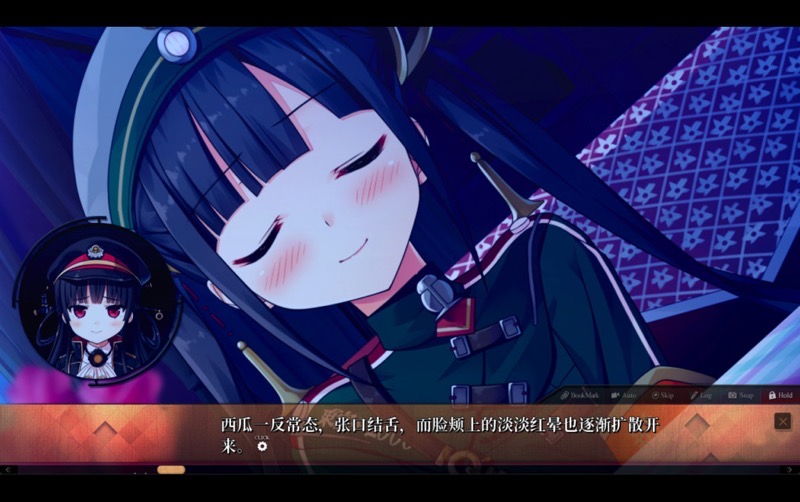 BookMark Auto Skip Log Snap Hold
西瓜一反常态，张口结舌，而脸颊上的淡淡红晕也逐渐扩散开
来。
CLICK